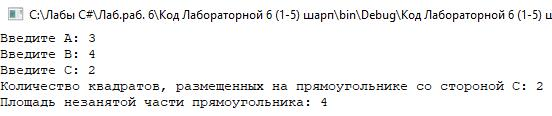 C:\Лабы C#\Лаб.раб. 6\Код Лабораторной 6 (1-5) шарп\bin\Debug\Код Лабораторной 6 (1-5) ш
Введите A: 3
Введите B: 4
Введите C: 2
Количество квадратов, размещенных на прямоугольнике со стороной C: 2
Площадь незанятой части прямоугольника: 4